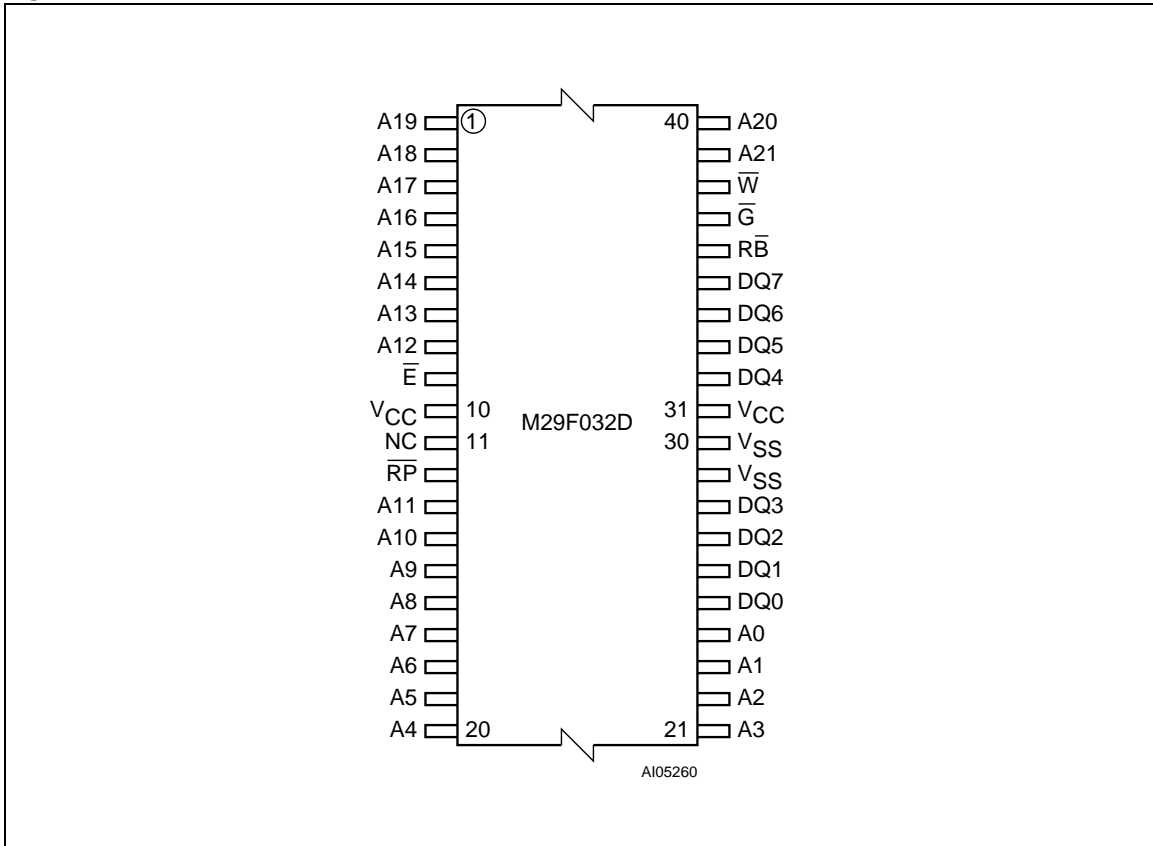 A19 1 40 A20
A18 A21
A17 W̅
A16 G̅
A15 RB̅
A14 DQ7
A13 DQ6
A12 DQ5
E̅ DQ4
VCC 10 31 VCC
M29F032D
NC 11 30 VSS
R̅P̅ VSS
A11 DQ3
A10 DQ2
A9 DQ1
A8 DQ0
A7 A0
A6 A1
A5 A2
A4 20 21 A3
AI05260